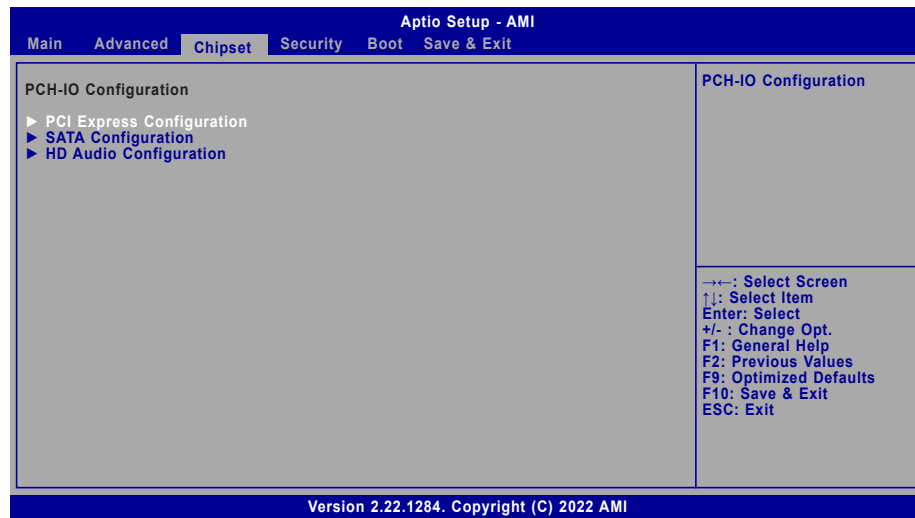 Aptio Setup - AMI
Main Advanced Chipset Security Boot Save & Exit
PCH-IO Configuration
► PCI Express Configuration
► SATA Configuration
► HD Audio Configuration
PCH-IO Configuration
→←: Select Screen
↑↓: Select Item
Enter: Select
+/- : Change Opt.
F1: General Help
F2: Previous Values
F9: Optimized Defaults
F10: Save & Exit
ESC: Exit
Version 2.22.1284. Copyright (C) 2022 AMI